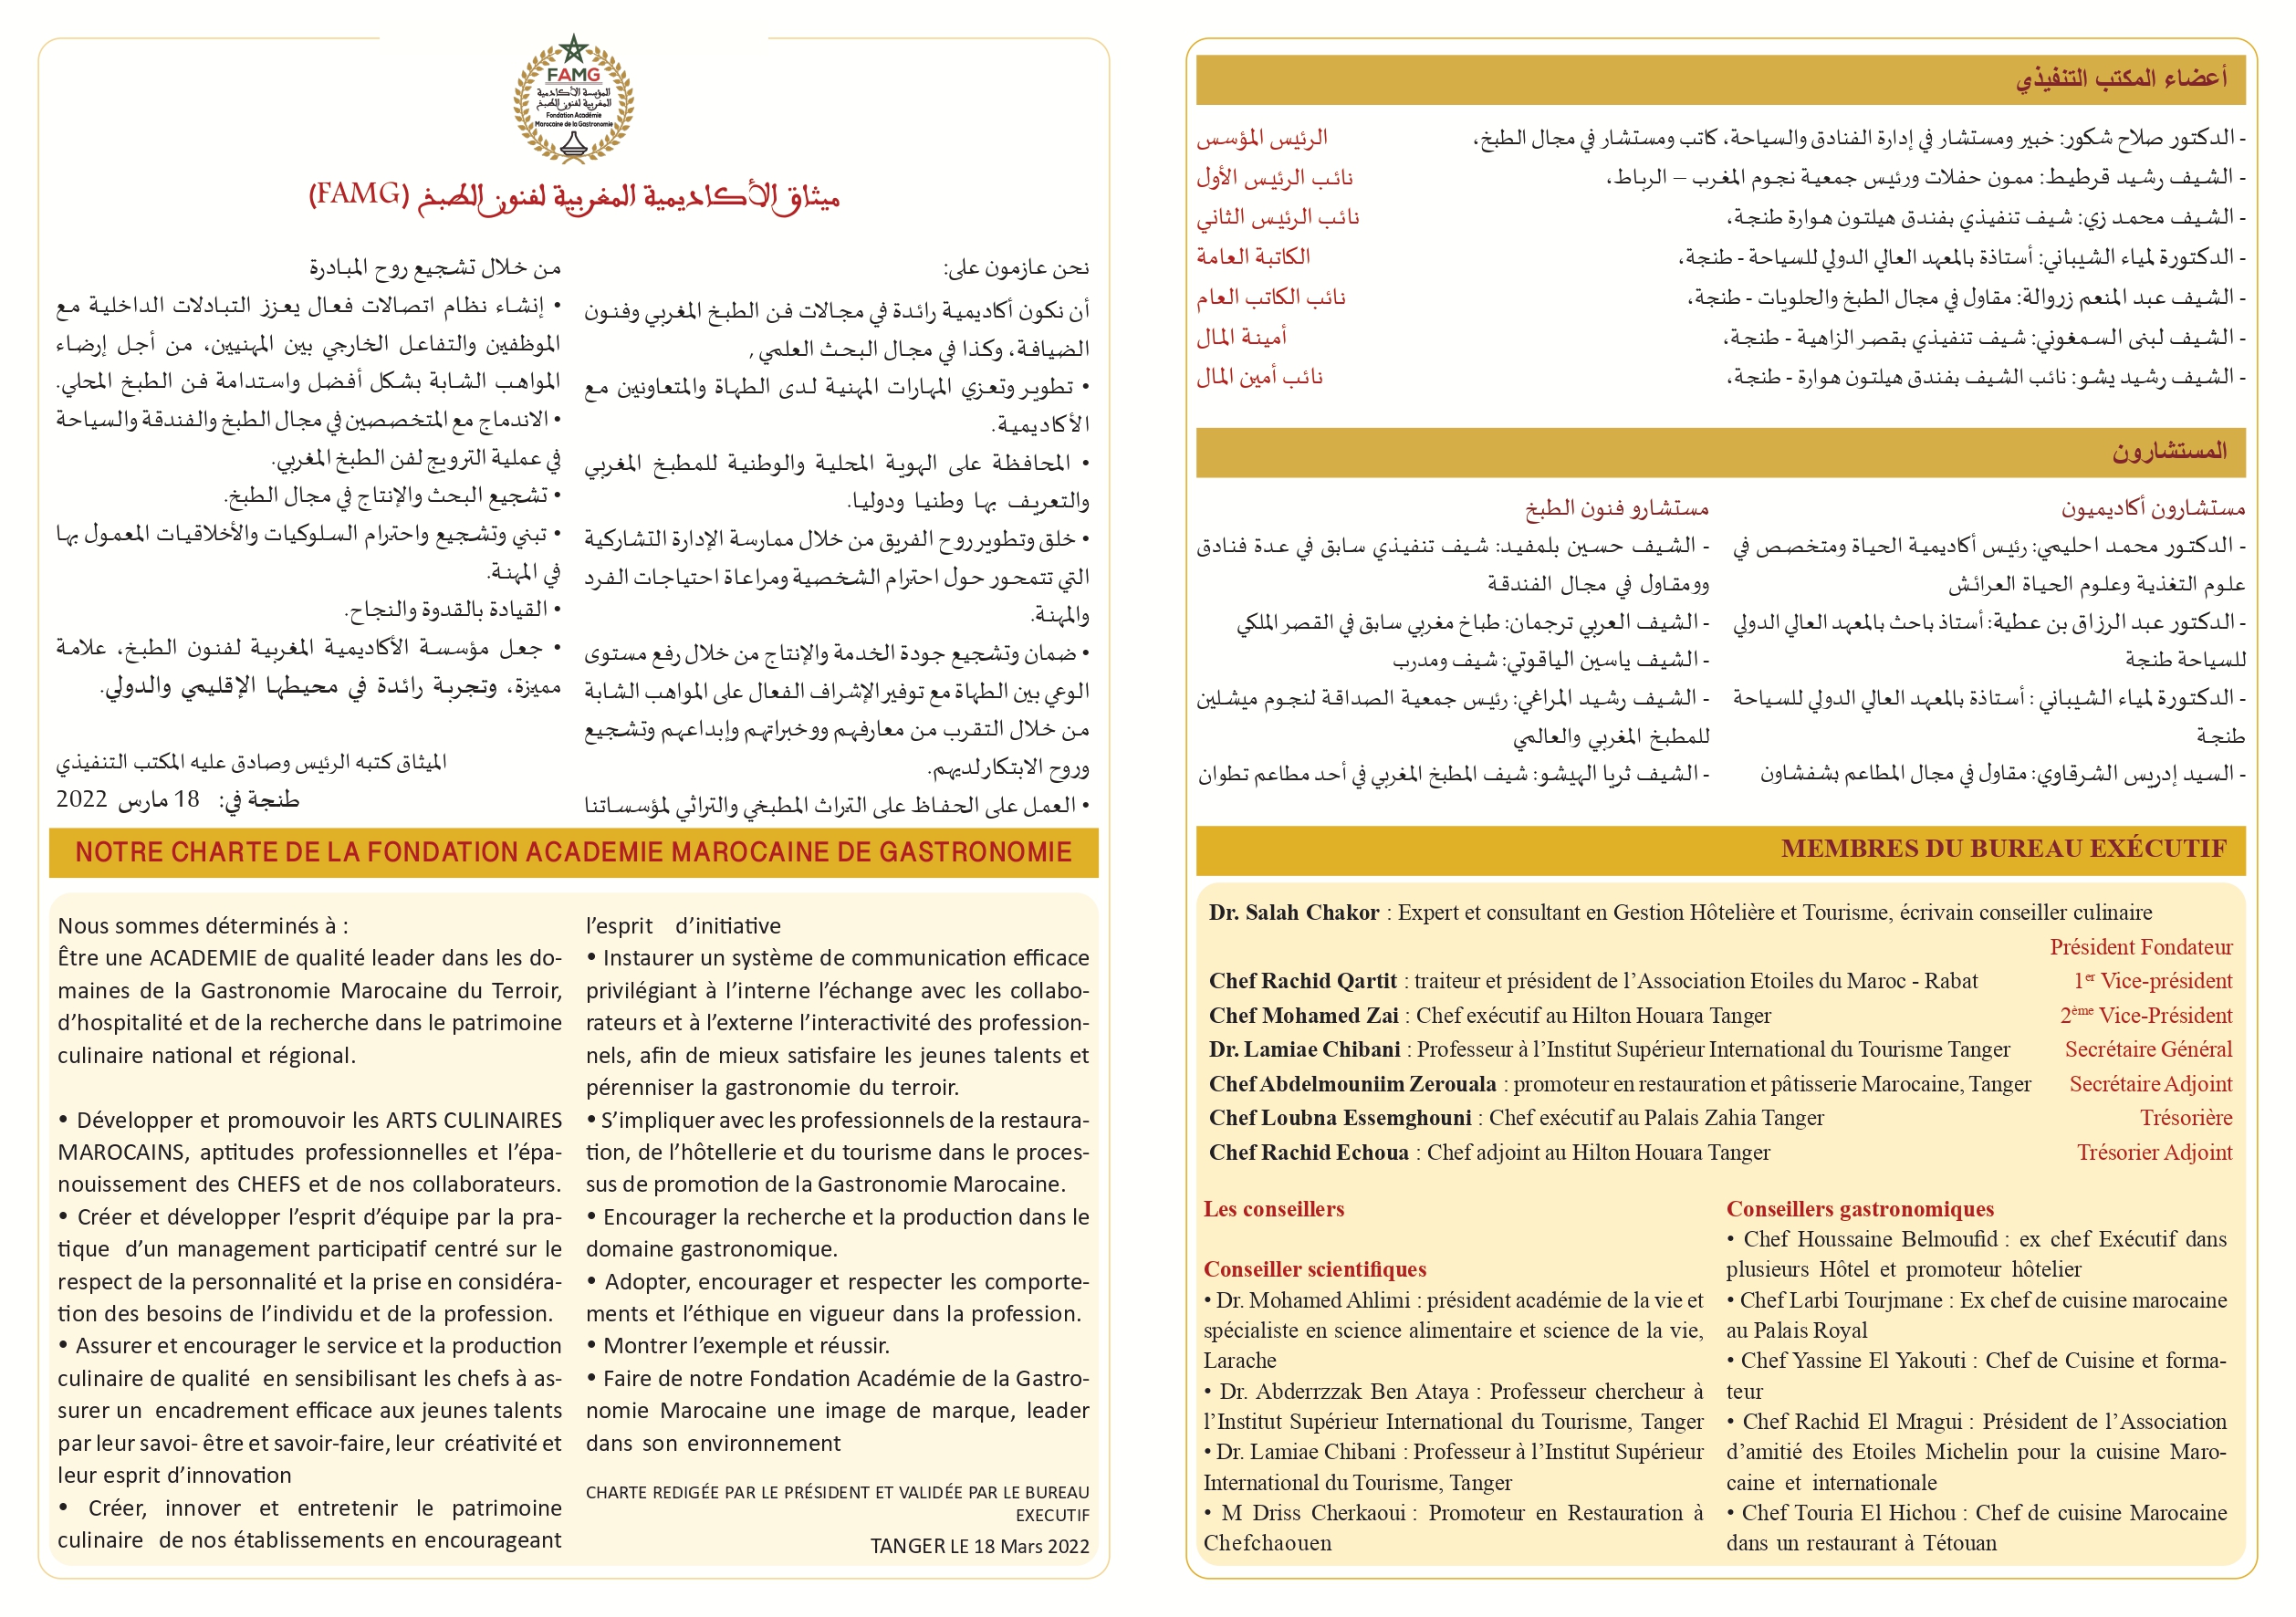 FAMG
المؤسسة الأكاديمية
المغربية لفنون الطبخ
Fondation Académie
Marocaine de la Gastronomie
ميثاق الأكاديمية المغربية لفنون الطبخ (FAMG)
نحن عازمون على:
أن نكون أكاديمية رائدة في مجالات فن الطبخ المغربي وفنون
الضيافة، وكذا في مجال البحث العلمي ,
• تطوير وتعزي المهارات المهنية لدى الطهاة والمتعاونين مع
الأكاديمية.
• المحافظة على الهوية المحلية والوطنية للمطبخ المغربي
والتعريف بها وطنيا ودوليا.
• خلق وتطوير روح الفريق من خلال ممارسة الإدارة التشاركية
التي تتمحور حول احترام الشخصية ومراعاة احتياجات الفرد
والمهنة.
• ضمان وتشجيع جودة الخدمة والإنتاج من خلال رفع مستوى
الوعي بين الطهاة مع توفير الإشراف الفعال على المواهب الشابة
من خلال التقرب من معارفهم ووخبراتهم وإبداعهم وتشجيع
وروح الابتكار لديهم.
• العمل على الحفاظ على التراث المطبخي والتراثي لمؤسساتنا
من خلال تشجيع روح المبادرة
• إنشاء نظام اتصالات فعال يعزز التبادلات الداخلية مع
الموظفين والتفاعل الخارجي بين المهنيين، من أجل إرضاء
المواهب الشابة بشكل أفضل واستدامة فن الطبخ المحلي.
• الاندماج مع المتخصصين في مجال الطبخ والفندقة والسياحة
في عملية الترويج لفن الطبخ المغربي.
• تشجيع البحث والإنتاج في مجال الطبخ.
• تبني وتشجيع واحترام السلوكيات والأخلاقيات المعمول بها
في المهنة.
• القيادة بالقدوة والنجاح.
• جعل مؤسسة الأكاديمية المغربية لفنون الطبخ، علامة
مميزة، وتجربة رائدة في محيطها الإقليمي والدولي.
الميثاق كتبه الرئيس وصادق عليه المكتب التنفيذي
طنجة في: 18 مارس 2022
NOTRE CHARTE DE LA FONDATION ACADEMIE MAROCAINE DE GASTRONOMIE
Nous sommes déterminés à :
Être une ACADEMIE de qualité leader dans les do-
maines de la Gastronomie Marocaine du Terroir,
d’hospitalité et de la recherche dans le patrimoine
culinaire national et régional.
• Développer et promouvoir les ARTS CULINAIRES
MAROCAINS, aptitudes professionnelles et l’épa-
nouissement des CHEFS et de nos collaborateurs.
• Créer et développer l’esprit d’équipe par la pra-
tique d’un management participatif centré sur le
respect de la personnalité et la prise en considéra-
tion des besoins de l’individu et de la profession.
• Assurer et encourager le service et la production
culinaire de qualité en sensibilisant les chefs à as-
surer un encadrement efficace aux jeunes talents
par leur savoi- être et savoir-faire, leur créativité et
leur esprit d’innovation
• Créer, innover et entretenir le patrimoine
culinaire de nos établissements en encourageant
l’esprit d’initiative
• Instaurer un système de communication efficace
privilégiant à l’interne l’échange avec les collabo-
rateurs et à l’externe l’interactivité des profession-
nels, afin de mieux satisfaire les jeunes talents et
pérenniser la gastronomie du terroir.
• S’impliquer avec les professionnels de la restaura-
tion, de l’hôtellerie et du tourisme dans le proces-
sus de promotion de la Gastronomie Marocaine.
• Encourager la recherche et la production dans le
domaine gastronomique.
• Adopter, encourager et respecter les comporte-
ments et l’éthique en vigueur dans la profession.
• Montrer l’exemple et réussir.
• Faire de notre Fondation Académie de la Gastro-
nomie Marocaine une image de marque, leader
dans son environnement
CHARTE REDIGÉE PAR LE PRÉSIDENT ET VALIDÉE PAR LE BUREAU
EXECUTIF
TANGER LE 18 Mars 2022
أعضاء المكتب التنفيذي
- الدكتور صلاح شكور: خبير ومستشار في إدارة الفنادق والسياحة، كاتب ومستشار في مجال الطبخ، الرئيس المؤسس
- الشيف رشيد قرطيط: ممون حفلات ورئيس جمعية نجوم المغرب – الرباط، نائب الرئيس الأول
- الشيف محمد زي: شيف تنفيذي بفندق هيلتون هوارة طنجة، نائب الرئيس الثاني
- الدكتورة لمياء الشيباني: أستاذة بالمعهد العالي الدولي للسياحة - طنجة، الكاتبة العامة
- الشيف عبد المنعم زروالة: مقاول في مجال الطبخ والحلويات - طنجة، نائب الكاتب العام
- الشيف لبنى السمغوني: شيف تنفيذي بقصر الزاهية - طنجة، أمينة المال
- الشيف رشيد يشو: نائب الشيف بفندق هيلتون هوارة - طنجة، نائب أمين المال
المستشارون
مستشارون أكاديميون
- الدكتور محمد احليمي: رئيس أكاديمية الحياة ومتخصص في
علوم التغذية وعلوم الحياة العرائش
- الدكتور عبد الرزاق بن عطية: أستاذ باحث بالمعهد العالي الدولي
للسياحة طنجة
- الدكتورة لمياء الشيباني : أستاذة بالمعهد العالي الدولي للسياحة
طنجة
- السيد إدريس الشرقاوي: مقاول في مجال المطاعم بشفشاون
مستشارو فنون الطبخ
- الشيف حسين بلمفيد: شيف تنفيذي سابق في عدة فنادق
وومقاول في مجال الفندقة
- الشيف العربي ترجمان: طباخ مغربي سابق في القصر الملكي
- الشيف ياسين الياقوتي: شيف ومدرب
- الشيف رشيد المراغي: رئيس جمعية الصداقة لنجوم ميشلين
للمطبخ المغربي والعالمي
- الشيف ثريا الهيشو: شيف المطبخ المغربي في أحد مطاعم تطوان
MEMBRES DU BUREAU EXÉCUTIF
Dr. Salah Chakor : Expert et consultant en Gestion Hôtelière et Tourisme, écrivain conseiller culinaire
Président Fondateur
Chef Rachid Qartit : traiteur et président de l’Association Etoiles du Maroc - Rabat 1er Vice-président
Chef Mohamed Zai : Chef exécutif au Hilton Houara Tanger 2ème Vice-Président
Dr. Lamiae Chibani : Professeur à l’Institut Supérieur International du Tourisme Tanger Secrétaire Général
Chef Abdelmouniim Zerouala : promoteur en restauration et pâtisserie Marocaine, Tanger Secrétaire Adjoint
Chef Loubna Essemghouni : Chef exécutif au Palais Zahia Tanger Trésorière
Chef Rachid Echoua : Chef adjoint au Hilton Houara Tanger Trésorier Adjoint
Les conseillers
Conseiller scientifiques
• Dr. Mohamed Ahlimi : président académie de la vie et
spécialiste en science alimentaire et science de la vie,
Larache
• Dr. Abderrzzak Ben Ataya : Professeur chercheur à
l’Institut Supérieur International du Tourisme, Tanger
• Dr. Lamiae Chibani : Professeur à l’Institut Supérieur
International du Tourisme, Tanger
• M Driss Cherkaoui : Promoteur en Restauration à
Chefchaouen
Conseillers gastronomiques
• Chef Houssaine Belmoufid : ex chef Exécutif dans
plusieurs Hôtel et promoteur hôtelier
• Chef Larbi Tourjmane : Ex chef de cuisine marocaine
au Palais Royal
• Chef Yassine El Yakouti : Chef de Cuisine et forma-
teur
• Chef Rachid El Mragui : Président de l’Association
d’amitié des Etoiles Michelin pour la cuisine Maro-
caine et internationale
• Chef Touria El Hichou : Chef de cuisine Marocaine
dans un restaurant à Tétouan